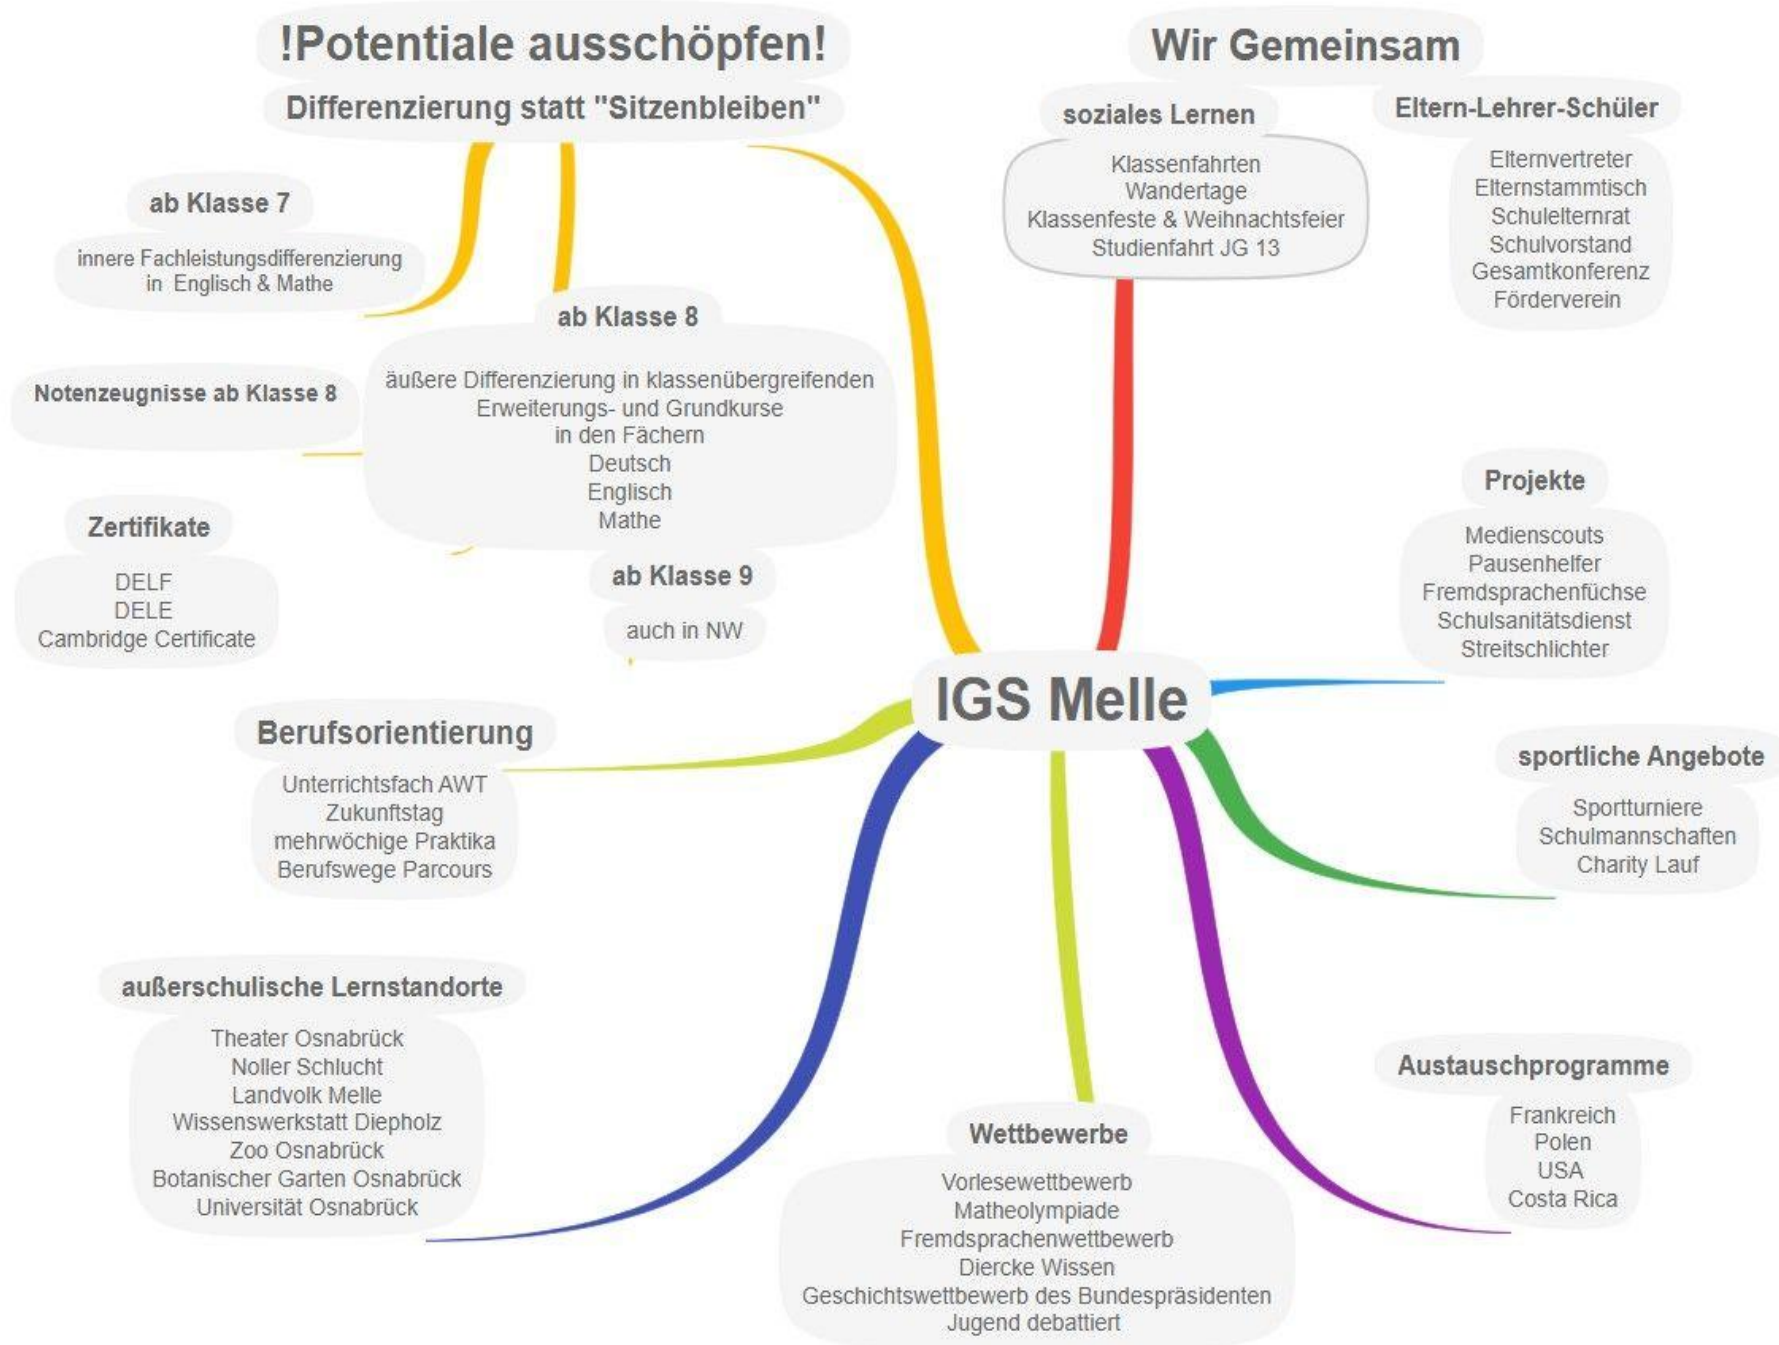 !Potentiale ausschöpfen!
Differenzierung statt "Sitzenbleiben"
ab Klasse 7
innere Fachleistungsdifferenzierung
in Englisch & Mathe
ab Klasse 8
äußere Differenzierung in klassenübergreifenden
Erweiterungs- und Grundkurse
in den Fächern
Deutsch
Englisch
Mathe
Notenzeugnisse ab Klasse 8
Zertifikate
DELF
DELE
Cambridge Certificate
ab Klasse 9
auch in NW
Wir Gemeinsam
soziales Lernen
Klassenfahrten
Wandertage
Klassenfeste & Weihnachtsfeier
Studienfahrt JG 13
Eltern-Lehrer-Schüler
Elternvertreter
Elternstammtisch
Schulelternrat
Schulvorstand
Gesamtkonferenz
Förderverein
Projekte
Medienscouts
Pausenhelfer
Fremdsprachenfüchse
Schulsanitätsdienst
Streitschlichter
IGS Melle
Berufsorientierung
Unterrichtsfach AWT
Zukunftstag
mehrwöchige Praktika
Berufswege Parcours
sportliche Angebote
Sportturniere
Schulmannschaften
Charity Lauf
außerschulische Lernstandorte
Theater Osnabrück
Noller Schlucht
Landvolk Melle
Wissenswerkstatt Diepholz
Zoo Osnabrück
Botanischer Garten Osnabrück
Universität Osnabrück
Wettbewerbe
Vorlesewettbewerb
Matheolympiade
Fremdsprachenwettbewerb
Diercke Wissen
Geschichtswettbewerb des Bundespräsidenten
Jugend debattiert
Austauschprogramme
Frankreich
Polen
USA
Costa Rica